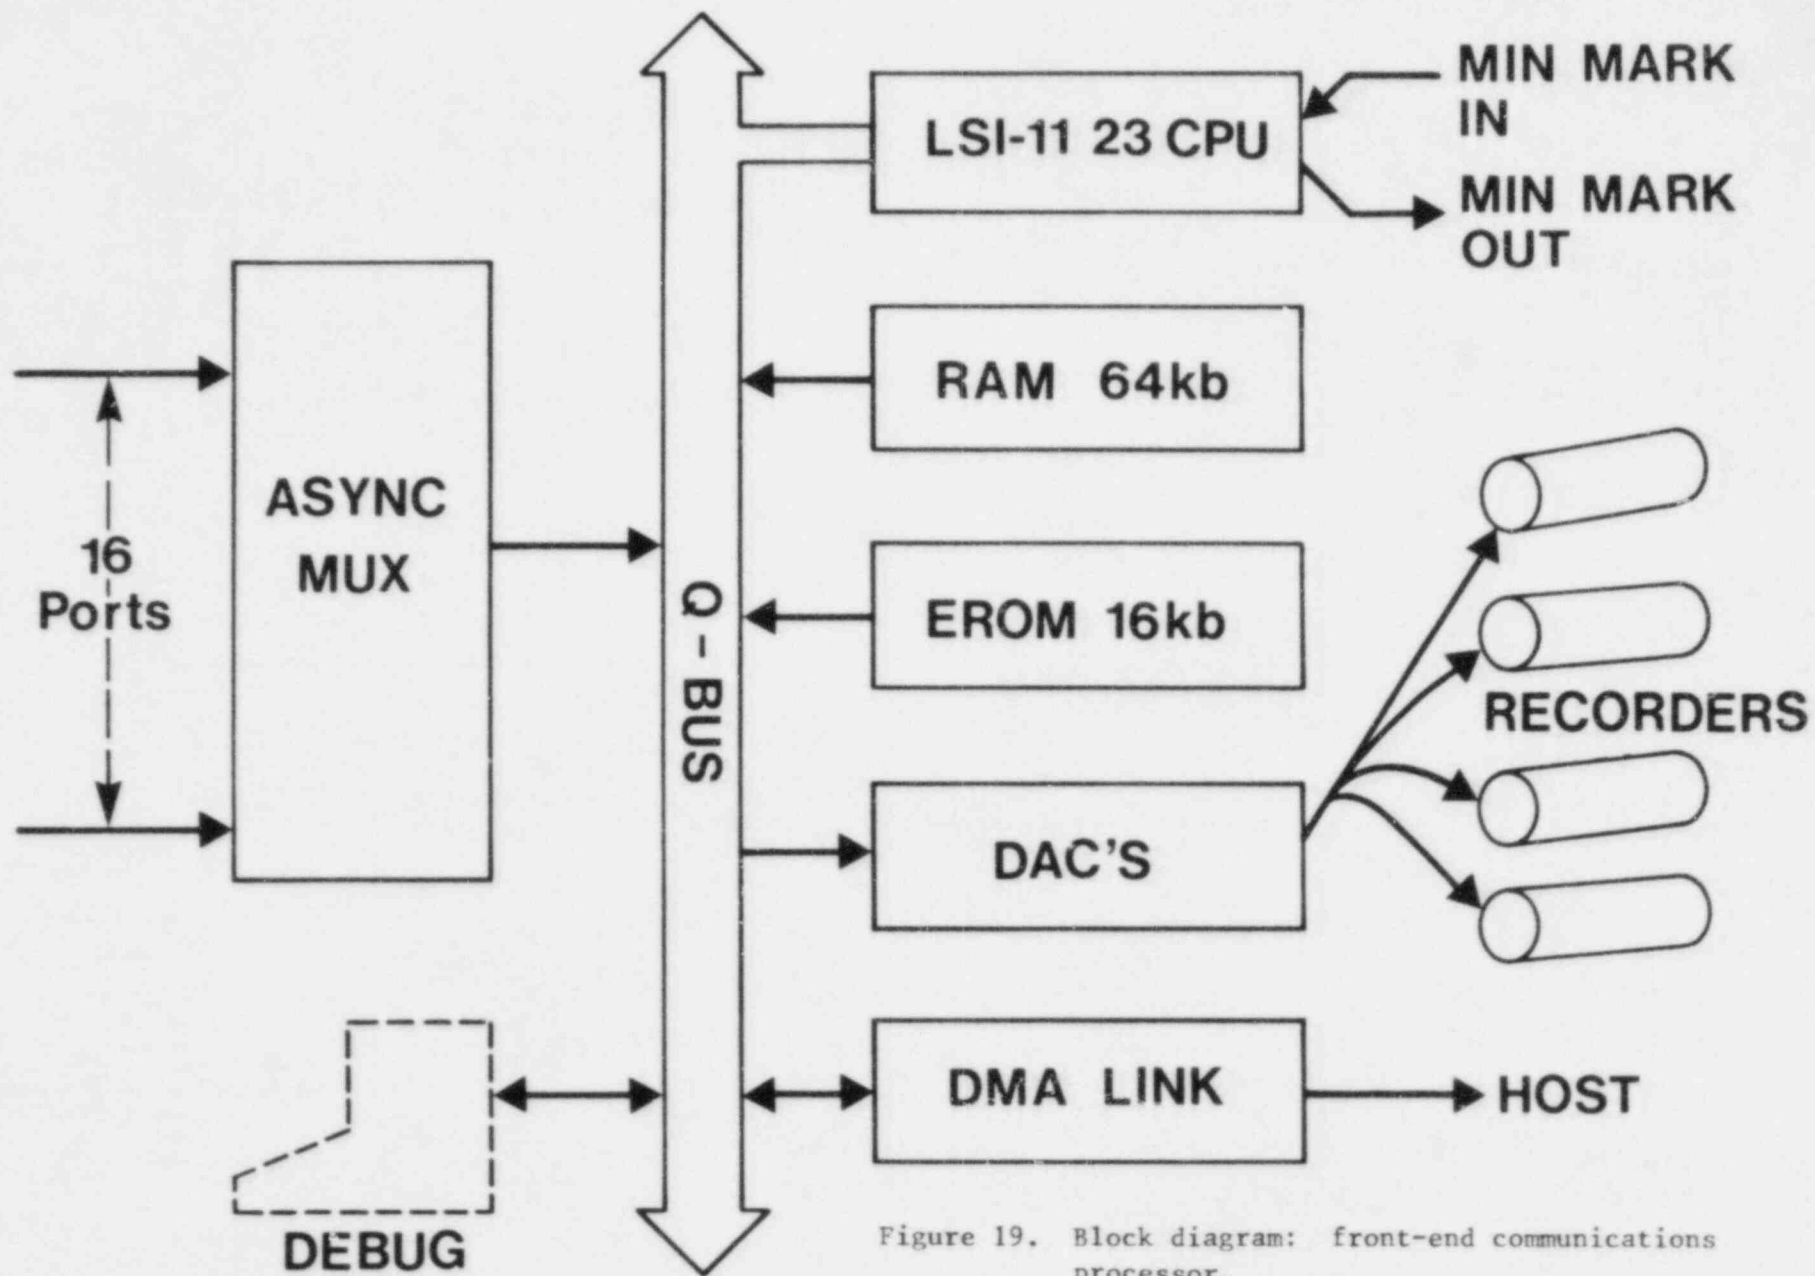 MIN MARK
IN
LSI-11 23 CPU
MIN MARK
OUT
RAM 64kb
ASYNC
MUX
16
Ports
EROM 16kb
Q - BUS
RECORDERS
DAC'S
DMA LINK
HOST
DEBUG
Figure 19. Block diagram: front-end communications
processor